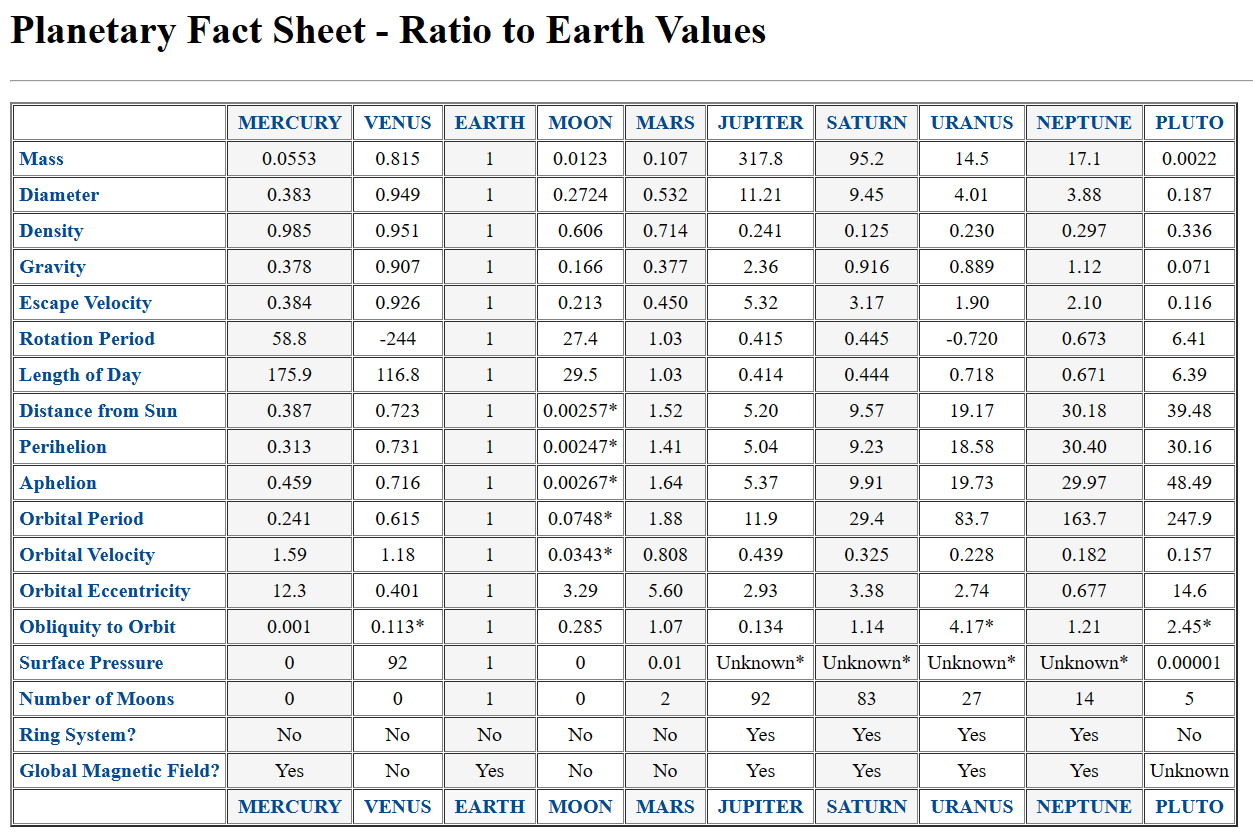 Planetary Fact Sheet - Ratio to Earth Values
MERCURY VENUS EARTH MOON MARS JUPITER SATURN URANUS NEPTUNE PLUTO
Mass 0.0553 0.815 1 0.0123 0.107 317.8 95.2 14.5 17.1 0.0022
Diameter 0.383 0.949 1 0.2724 0.532 11.21 9.45 4.01 3.88 0.187
Density 0.985 0.951 1 0.606 0.714 0.241 0.125 0.230 0.297 0.336
Gravity 0.378 0.907 1 0.166 0.377 2.36 0.916 0.889 1.12 0.071
Escape Velocity 0.384 0.926 1 0.213 0.450 5.32 3.17 1.90 2.10 0.116
Rotation Period 58.8 -244 1 27.4 1.03 0.415 0.445 -0.720 0.673 6.41
Length of Day 175.9 116.8 1 29.5 1.03 0.414 0.444 0.718 0.671 6.39
Distance from Sun 0.387 0.723 1 0.00257* 1.52 5.20 9.57 19.17 30.18 39.48
Perihelion 0.313 0.731 1 0.00247* 1.41 5.04 9.23 18.58 30.40 30.16
Aphelion 0.459 0.716 1 0.00267* 1.64 5.37 9.91 19.73 29.97 48.49
Orbital Period 0.241 0.615 1 0.0748* 1.88 11.9 29.4 83.7 163.7 247.9
Orbital Velocity 1.59 1.18 1 0.0343* 0.808 0.439 0.325 0.228 0.182 0.157
Orbital Eccentricity 12.3 0.401 1 3.29 5.60 2.93 3.38 2.74 0.677 14.6
Obliquity to Orbit 0.001 0.113* 1 0.285 1.07 0.134 1.14 4.17* 1.21 2.45*
Surface Pressure 0 92 1 0 0.01 Unknown* Unknown* Unknown* Unknown* 0.00001
Number of Moons 0 0 1 0 2 92 83 27 14 5
Ring System? No No No No No Yes Yes Yes Yes No
Global Magnetic Field? Yes No Yes No No Yes Yes Yes Yes Unknown
MERCURY VENUS EARTH MOON MARS JUPITER SATURN URANUS NEPTUNE PLUTO